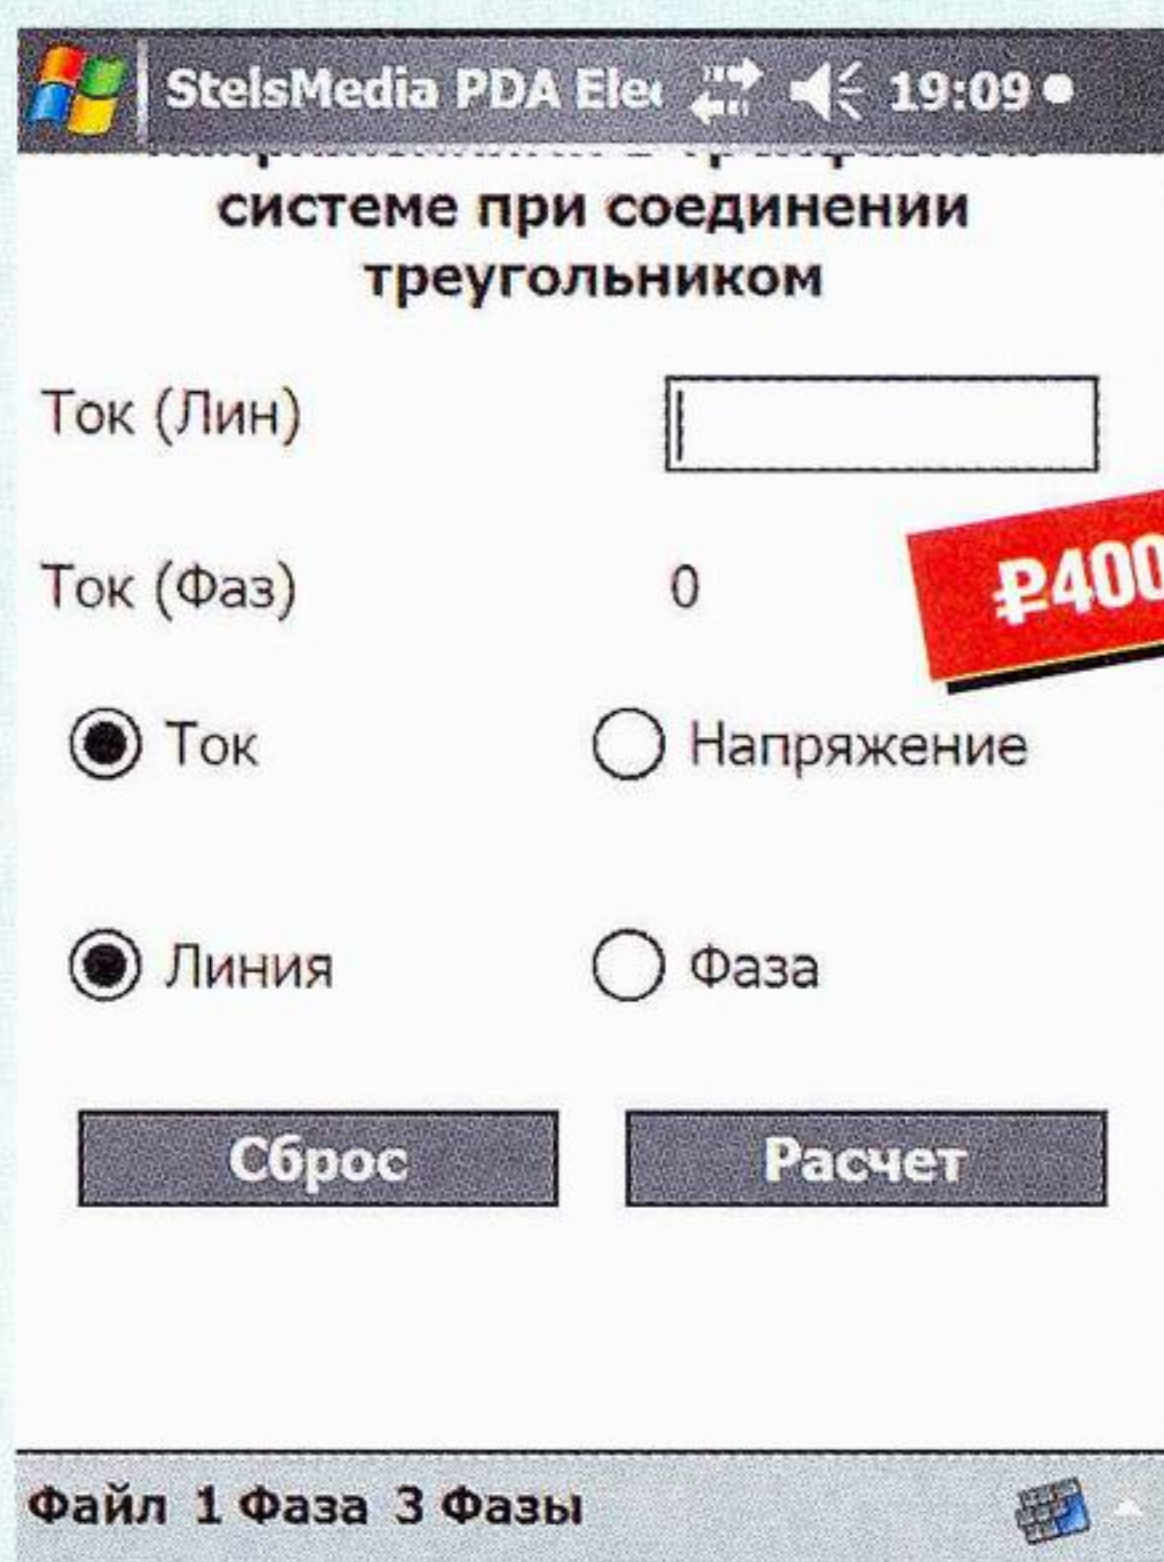 StelsMedia PDA Elec 19:09
системе при соединении
треугольником
Ток (Лин)
Ток (Фаз) 0
₽400
Ток Напряжение
Линия Фаза
Сброс Расчет
Файл 1 Фаза 3 Фазы